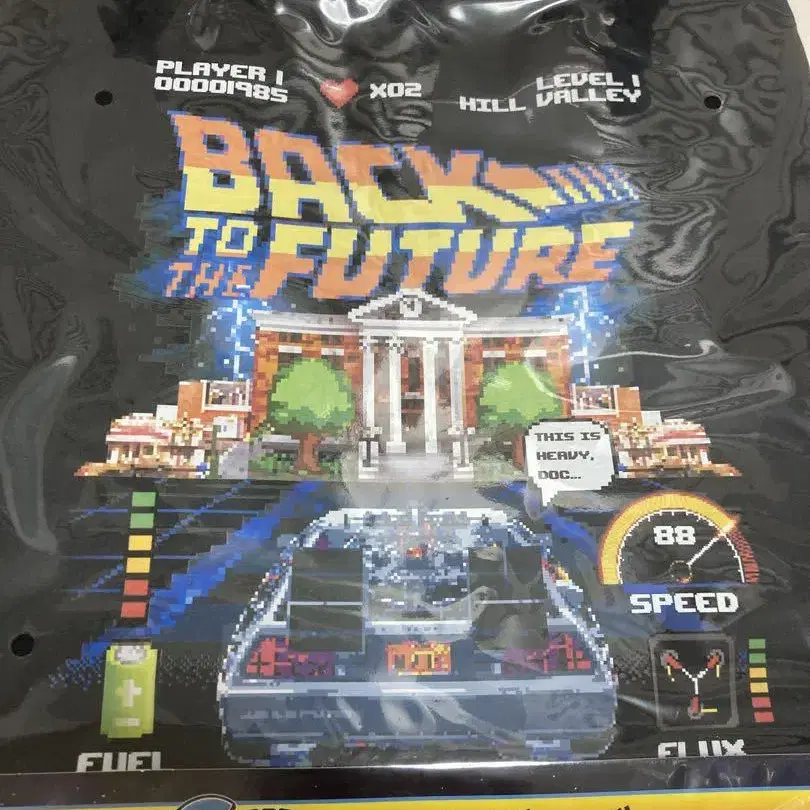 PLAYER 1
00001985
X02
LEVEL 1
HILL VALLEY
BACK
TO THE FUTURE
THIS IS
HEAVY,
DOC...
88
SPEED
FUEL
FLUX